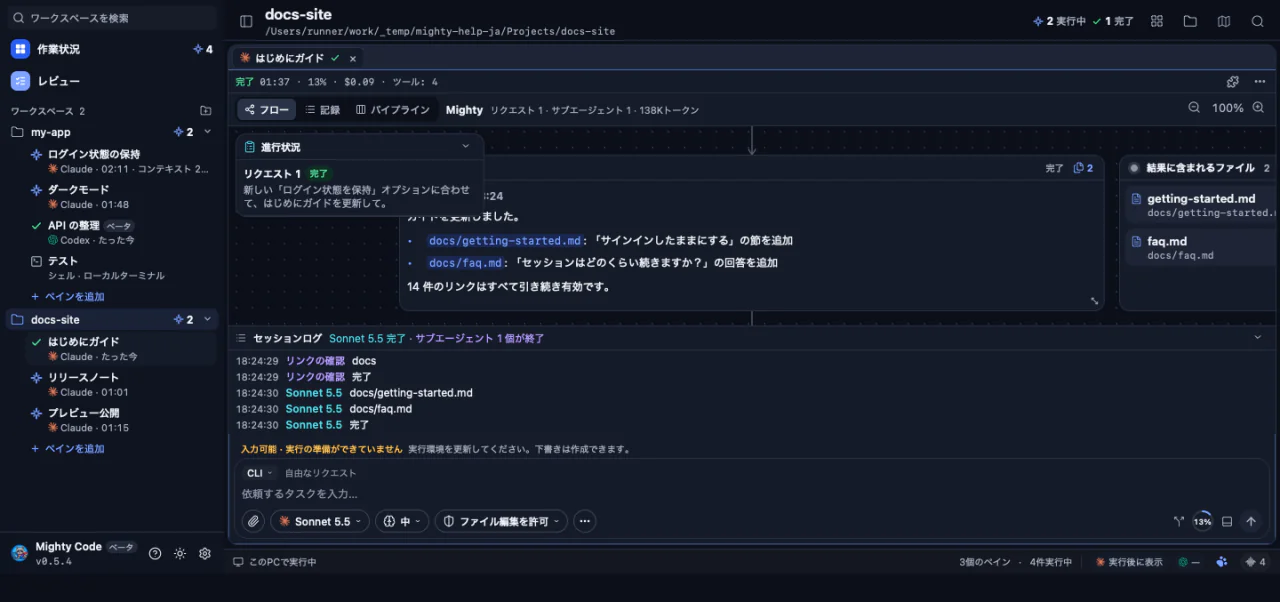 ワークスペースを検索
作業状況 4
レビュー
ワークスペース 2
my-app 2
ログイン状態の保持
Claude · 02:11 · コンテキスト 2...
ダークモード
Claude · 01:48
API の整理 ベータ
Codex · たった今
テスト
シェル · ローカルターミナル
+ ペインを追加
docs-site 2
はじめにガイド
Claude · たった今
リリースノート
Claude · 01:01
プレビュー公開
Claude · 01:15
+ ペインを追加
Mighty Code ベータ
v0.5.4
docs-site
/Users/runner/work/_temp/mighty-help-ja/Projects/docs-site
2 実行中 1 完了
はじめにガイド
完了 01:37 · 13% · $0.09 · ツール: 4
フロー 記録 パイプライン Mighty リクエスト 1 · サブエージェント 1 · 138Kトークン
100%
進行状況
リクエスト 1 完了
新しい「ログイン状態を保持」オプションに合わせ
て、はじめにガイドを更新して。
完了 2
:24
ガイドを更新しました。
• docs/getting-started.md: 「サインインしたままにする」の節を追加
• docs/faq.md: 「セッションはどのくらい続きますか？」の回答を追加
14 件のリンクはすべて引き続き有効です。
結果に含まれるファイル 2
getting-started.md
docs/getting-started.
faq.md
docs/faq.md
セッションログ Sonnet 5.5 完了 · サブエージェント 1 個が終了
18:24:29 リンクの確認 docs
18:24:29 リンクの確認 完了
18:24:30 Sonnet 5.5 docs/getting-started.md
18:24:30 Sonnet 5.5 docs/faq.md
18:24:30 Sonnet 5.5 完了
入力可能 · 実行の準備ができていません 実行環境を更新してください。下書きは作成できます。
CLI 自由なリクエスト
依頼するタスクを入力...
Sonnet 5.5 中 ファイル編集を許可
13%
このPCで実行中
3個のペイン · 4件実行中 実行後に表示 — 4